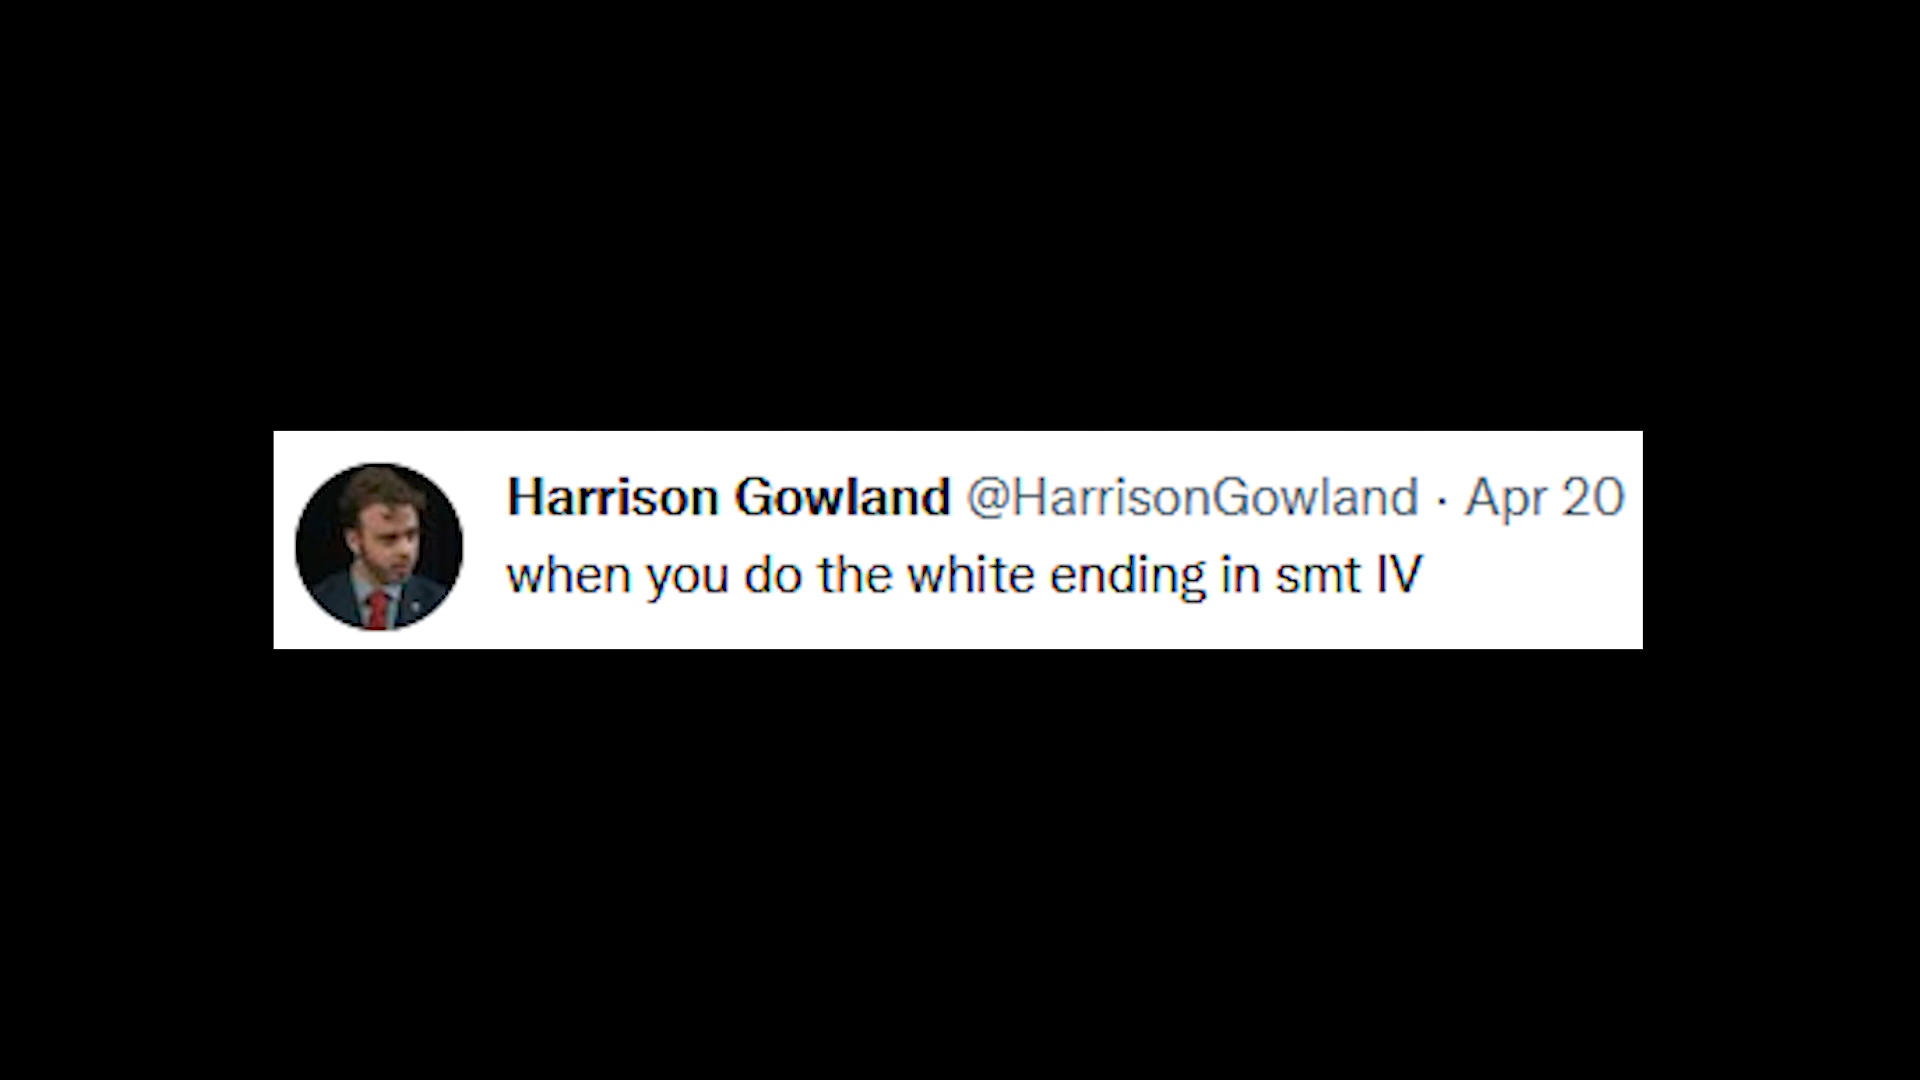 Harrison Gowland @HarrisonGowland · Apr 20
when you do the white ending in smt IV